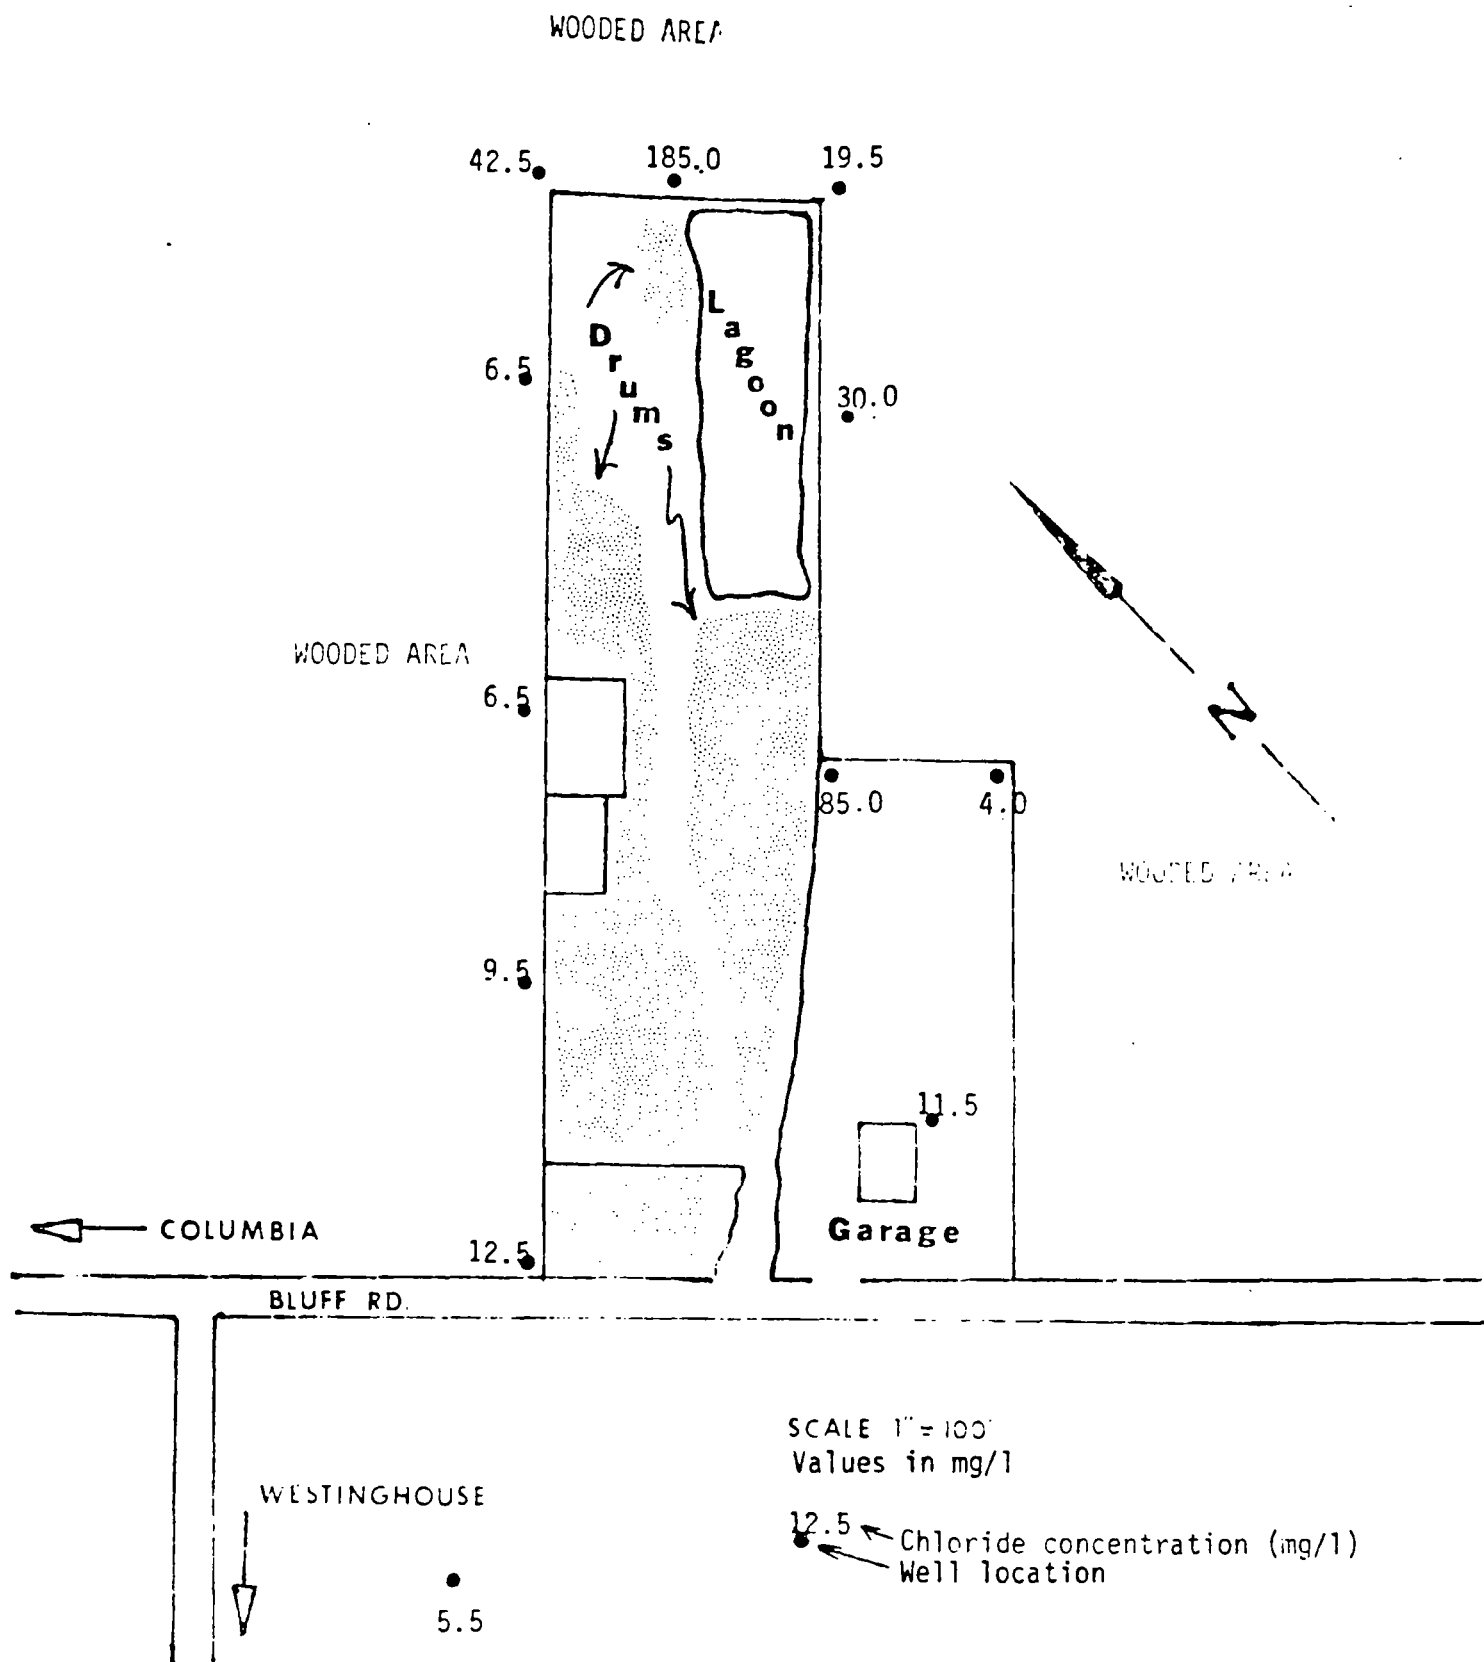 WOODED AREA
42.5
185.0
19.5
Lagoon
Drums
6.5
30.0
WOODED AREA
6.5
N
85.0
4.0
WOODED AREA
9.5
11.5
Garage
COLUMBIA
12.5
BLUFF RD.
SCALE 1" = 100'
Values in mg/l
WESTINGHOUSE
12.5
Chloride concentration (mg/l)
Well location
5.5